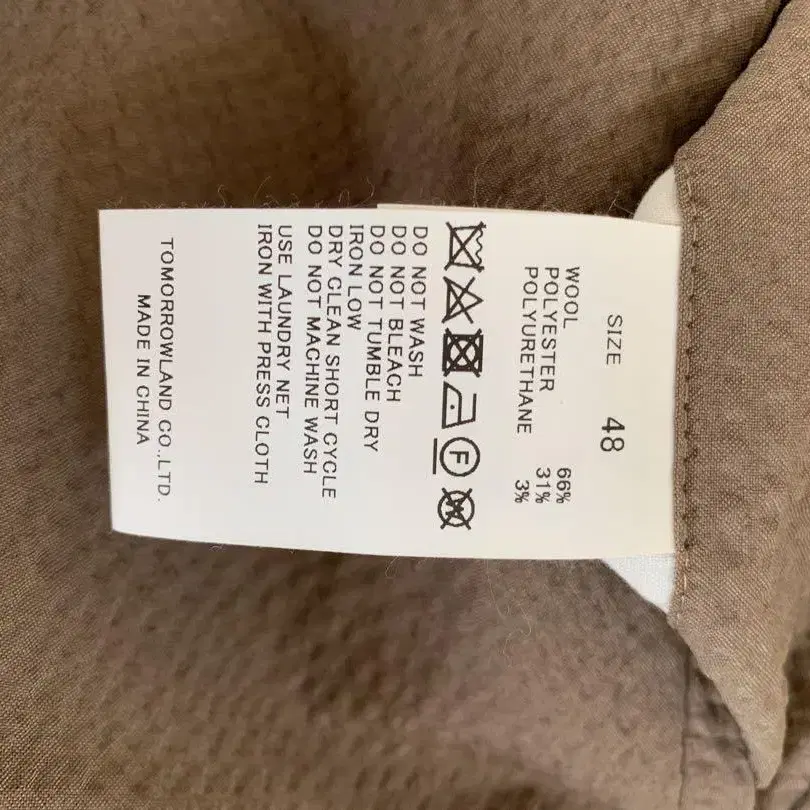 SIZE 48
WOOL 66%
POLYESTER 31%
POLYURETHANE 3%
F
DO NOT WASH
DO NOT BLEACH
DO NOT TUMBLE DRY
IRON LOW
DRY CLEAN SHORT CYCLE
DO NOT MACHINE WASH
USE LAUNDRY NET
IRON WITH PRESS CLOTH
TOMORROWLAND CO.,LTD.
MADE IN CHINA